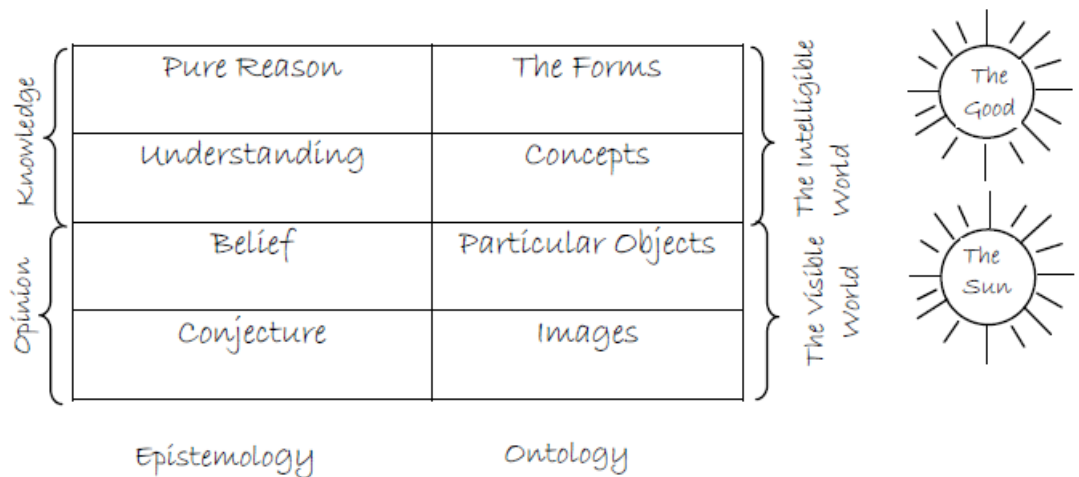 Knowledge
Opinion
Pure Reason
The Forms
Understanding
Concepts
Belief
Particular Objects
Conjecture
Images
Epistemology
Ontology
The Intelligible
World
The Visible
World
The
Good
The
Sun